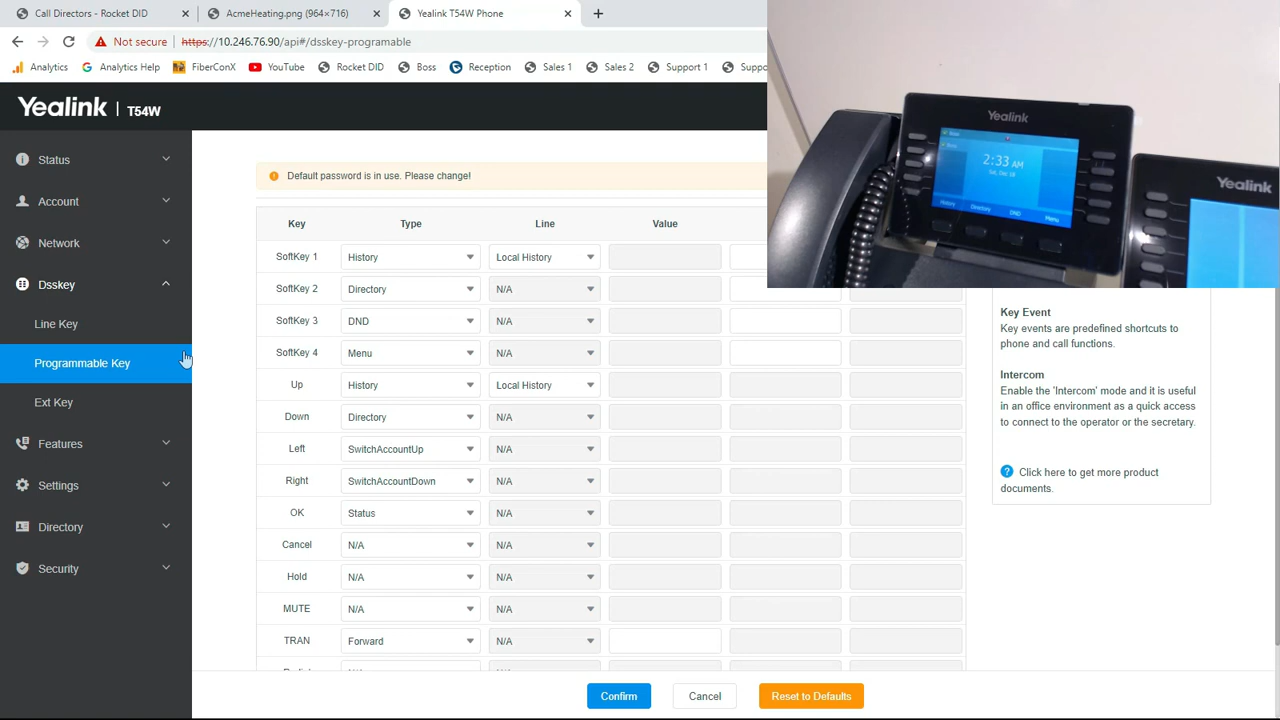 Call Directors - Rocket DID
AcmeHeating.png (964×716)
Yealink T54W Phone
Not secure
https://10.246.76.90/api#/dsskey-programable
Analytics
Analytics Help
FiberConX
YouTube
Rocket DID
Boss
Reception
Sales 1
Sales 2
Support 1
Suppo
Yealink | T54W
Status
Account
Network
Dsskey
Line Key
Programmable Key
Ext Key
Features
Settings
Directory
Security
Default password is in use. Please change!
Key Type Line Value
SoftKey 1 History Local History
SoftKey 2 Directory N/A
SoftKey 3 DND N/A
SoftKey 4 Menu N/A
Up History Local History
Down Directory N/A
Left SwitchAccountUp N/A
Right SwitchAccountDown N/A
OK Status N/A
Cancel N/A N/A
Hold N/A N/A
MUTE N/A N/A
TRAN Forward N/A
Confirm
Cancel
Reset to Defaults
Key Event
Key events are predefined shortcuts to
phone and call functions.
Intercom
Enable the 'Intercom' mode and it is useful
in an office environment as a quick access
to connect to the operator or the secretary.
Click here to get more product
documents.
Yealink
2:33 AM
History Directory DND Menu
Yealink